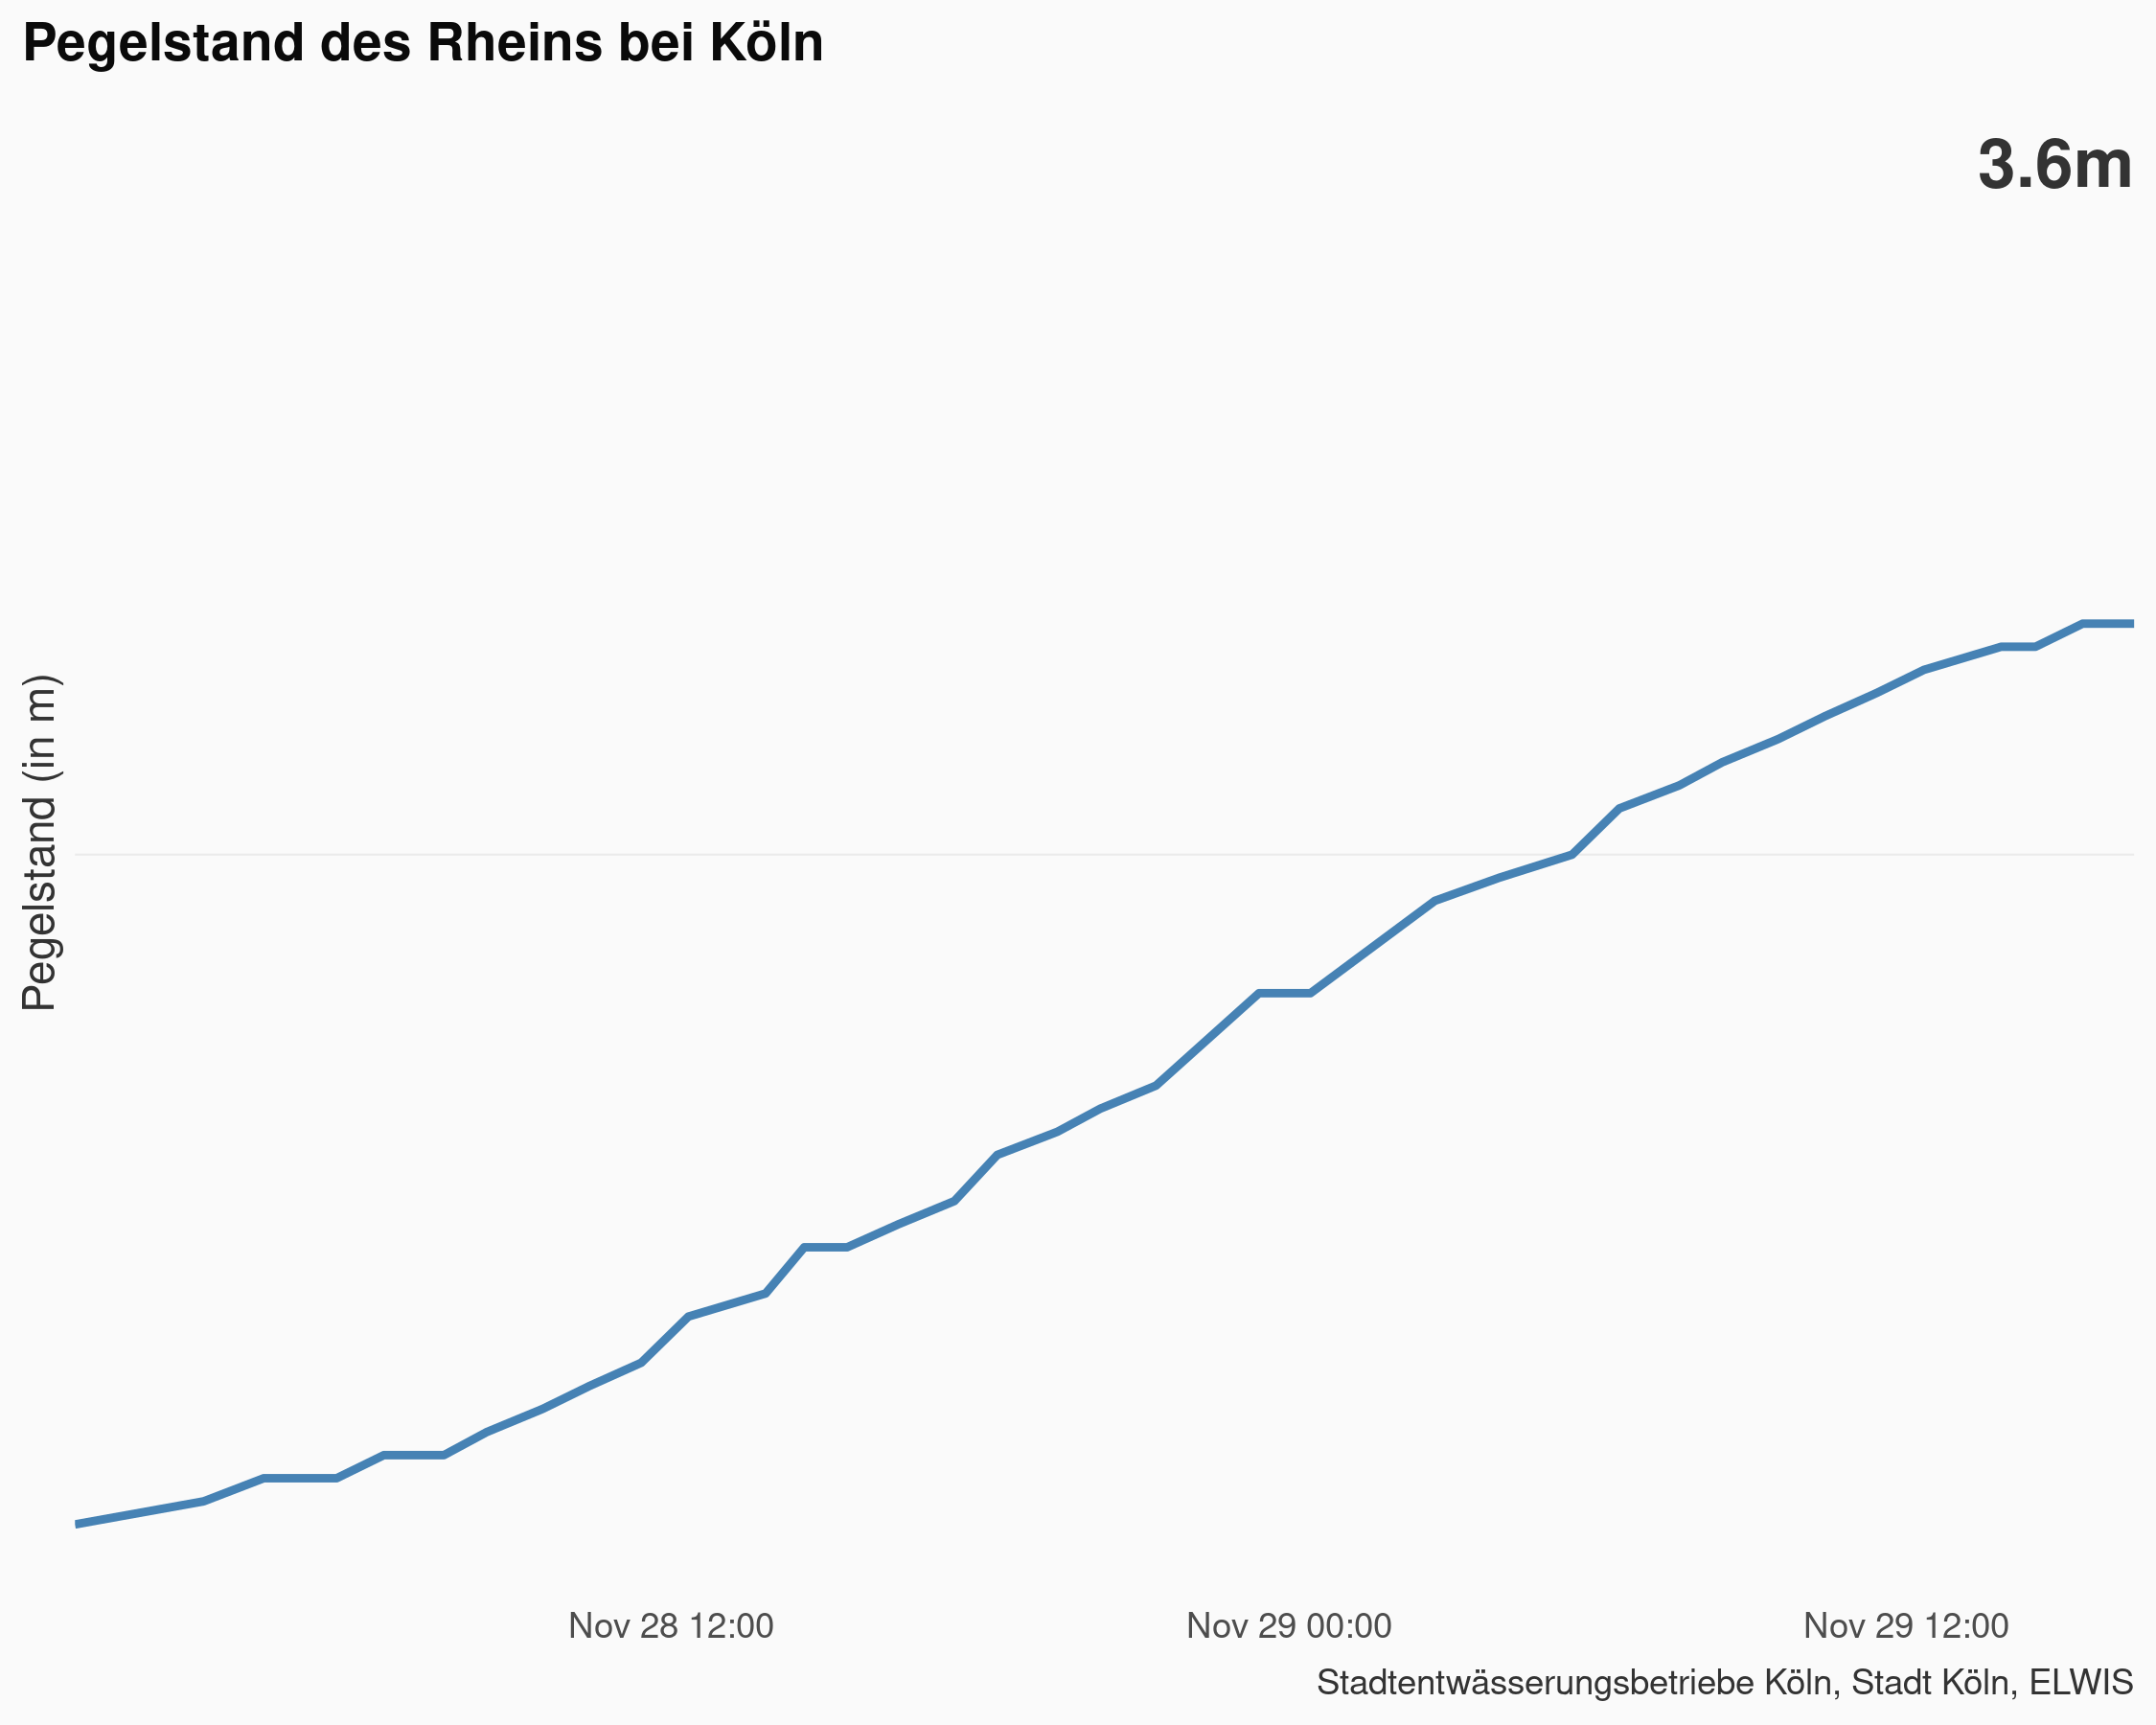 Pegelstand des Rheins bei Köln
3.6m
Pegelstand (in m)
Nov 28 12:00
Nov 29 00:00
Nov 29 12:00
Stadtentwässerungsbetriebe Köln, Stadt Köln, ELWIS